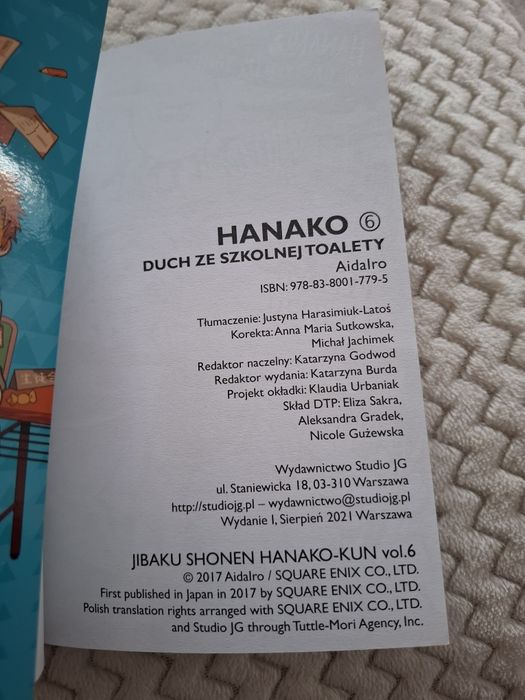 HANAKO ⑥
DUCH ZE SZKOLNEJ TOALETY
AidaIro
ISBN: 978-83-8001-779-5
Tłumaczenie: Justyna Harasimiuk-Latoś
Korekta: Anna Maria Sutkowska,
Michał Jachimek
Redaktor naczelny: Katarzyna Godwod
Redaktor wydania: Katarzyna Burda
Projekt okładki: Klaudia Urbaniak
Skład DTP: Eliza Sakra,
Aleksandra Gradek,
Nicole Gużewska
Wydawnictwo Studio JG
ul. Staniewicka 18, 03-310 Warszawa
http://studiojg.pl – wydawnictwo@studiojg.pl
Wydanie I, Sierpień 2021 Warszawa
JIBAKU SHONEN HANAKO-KUN vol.6
© 2017 AidaIro / SQUARE ENIX CO., LTD.
First published in Japan in 2017 by SQUARE ENIX CO., LTD.
Polish translation rights arranged with SQUARE ENIX CO., LTD.
and Studio JG through Tuttle-Mori Agency, Inc.